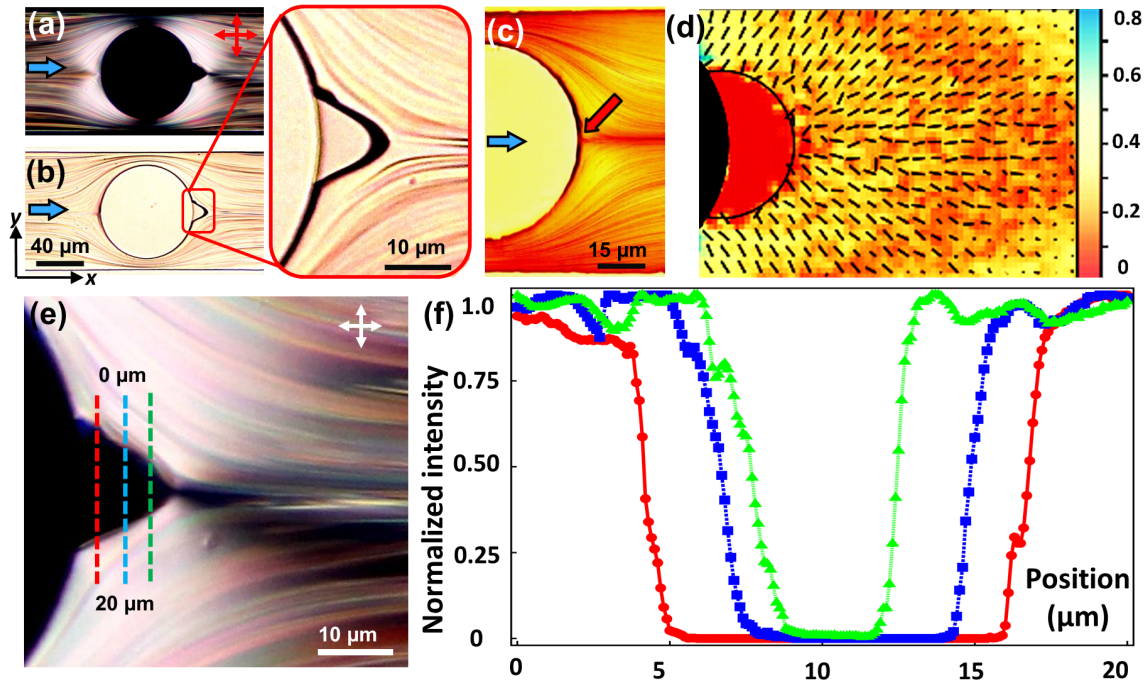 (a)
(b)
y
40 µm
x
10 µm
(c)
15 µm
(d)
0.8
0.6
0.4
0.2
0
(e)
0 µm
20 µm
10 µm
(f)
1.0
0.75
0.50
0.25
0
Normalized intensity
Position
(µm)
0
5
10
15
20